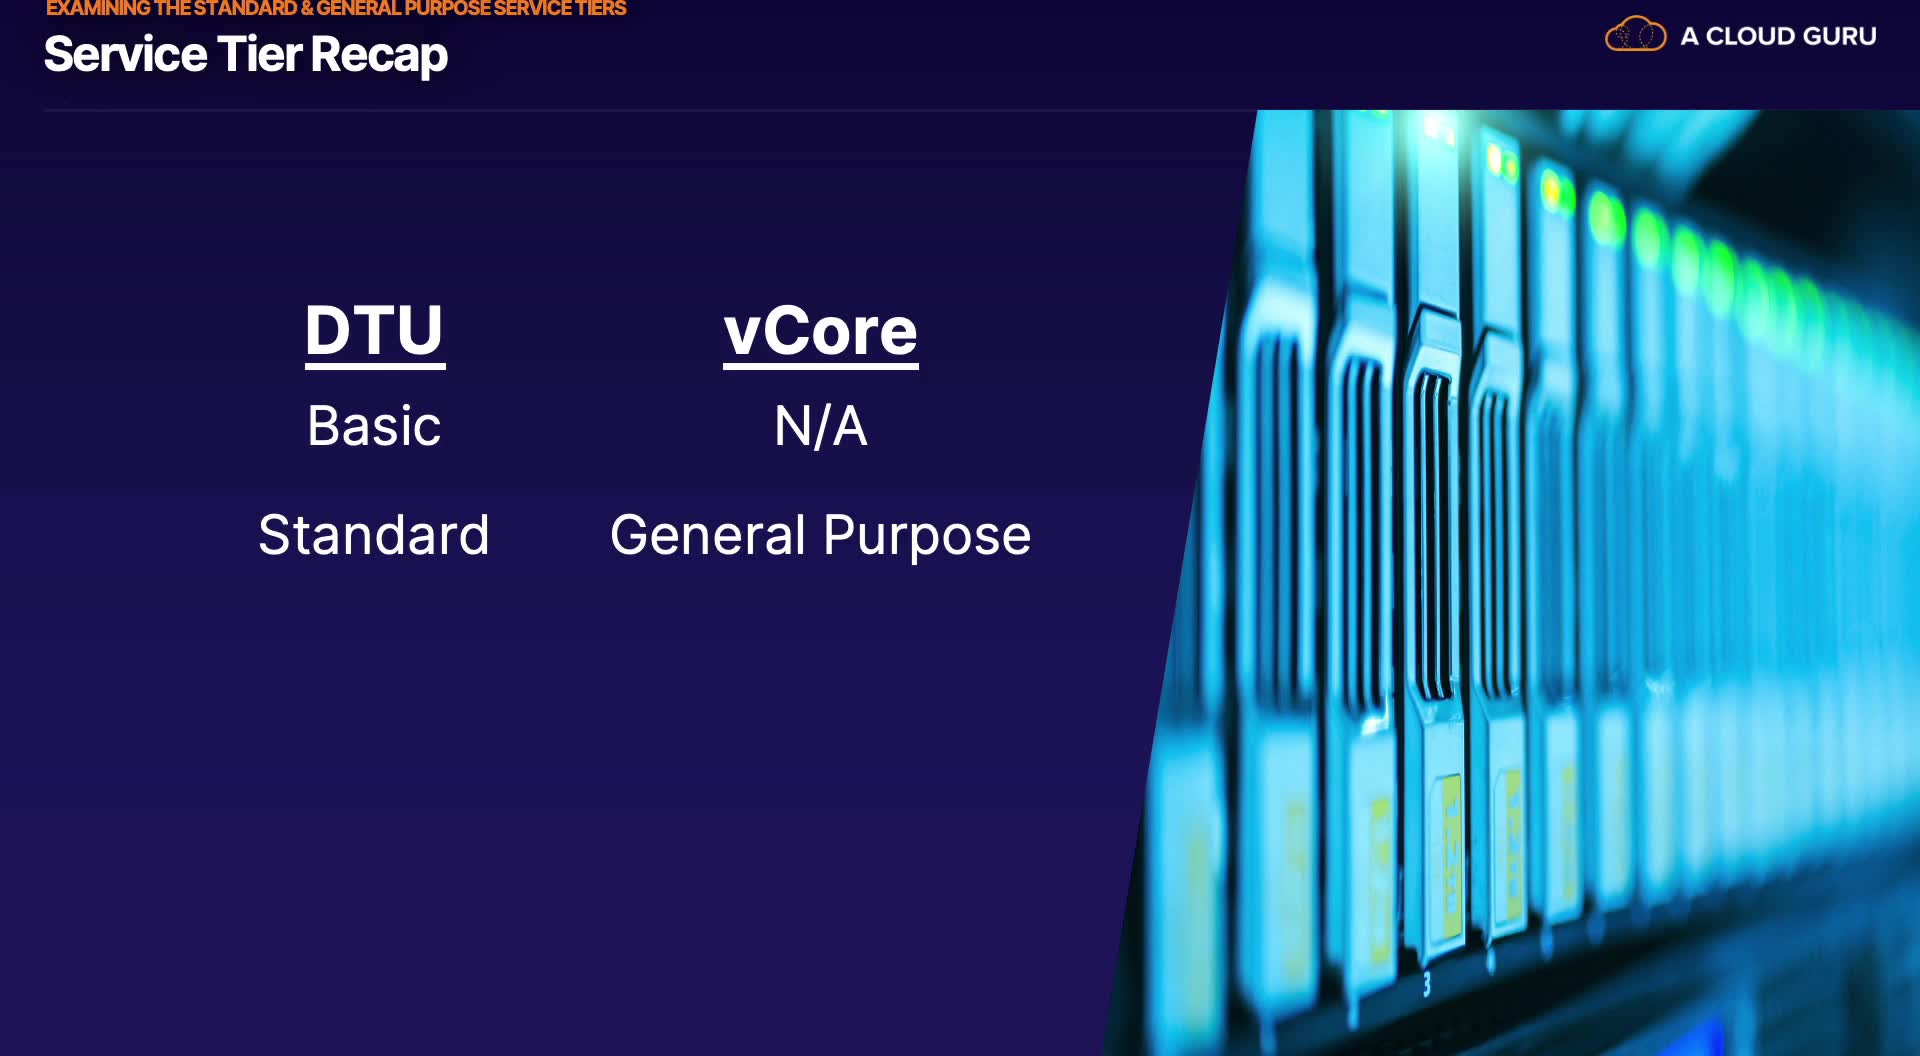 EXAMINING THE STANDARD & GENERAL PURPOSE SERVICE TIERS
Service Tier Recap
A CLOUD GURU
DTU vCore
Basic N/A
Standard General Purpose
3